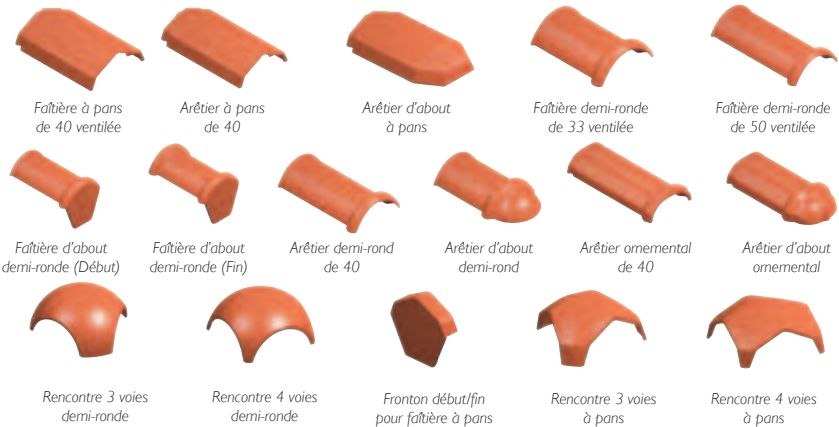 Faîtière à pans
de 40 ventilée
Arêtier à pans
de 40
Arêtier d'about
à pans
Faîtière demi-ronde
de 33 ventilée
Faîtière demi-ronde
de 50 ventilée
Faîtière d'about
demi-ronde (Début)
Faîtière d'about
demi-ronde (Fin)
Arêtier demi-rond
de 40
Arêtier d'about
demi-rond
Arêtier ornemental
de 40
Arêtier d'about
ornemental
Rencontre 3 voies
demi-ronde
Rencontre 4 voies
demi-ronde
Fronton début/fin
pour faîtière à pans
Rencontre 3 voies
à pans
Rencontre 4 voies
à pans